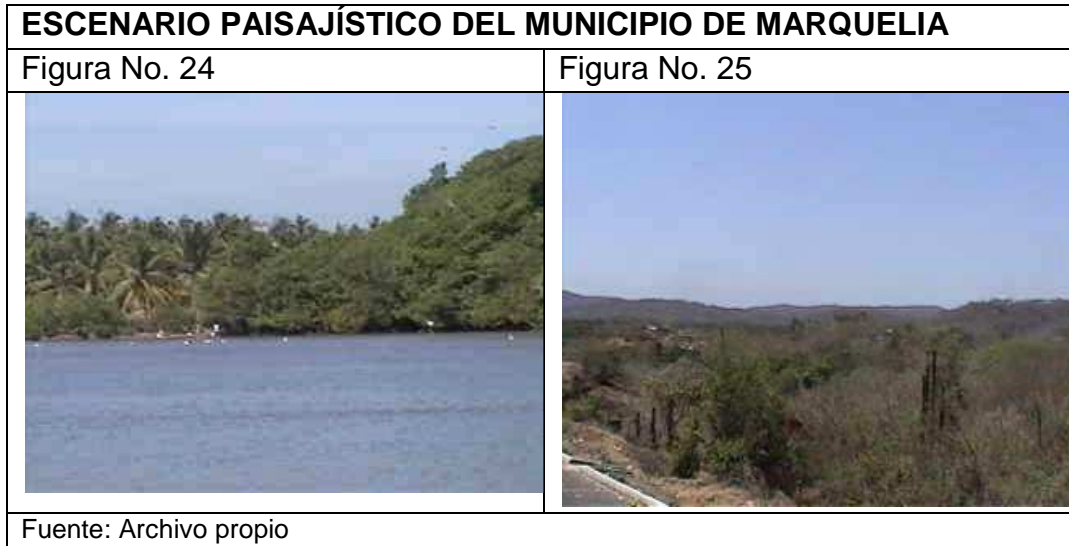 ESCENARIO PAISAJÍSTICO DEL MUNICIPIO DE MARQUELIA
Figura No. 24
Figura No. 25
Fuente: Archivo propio